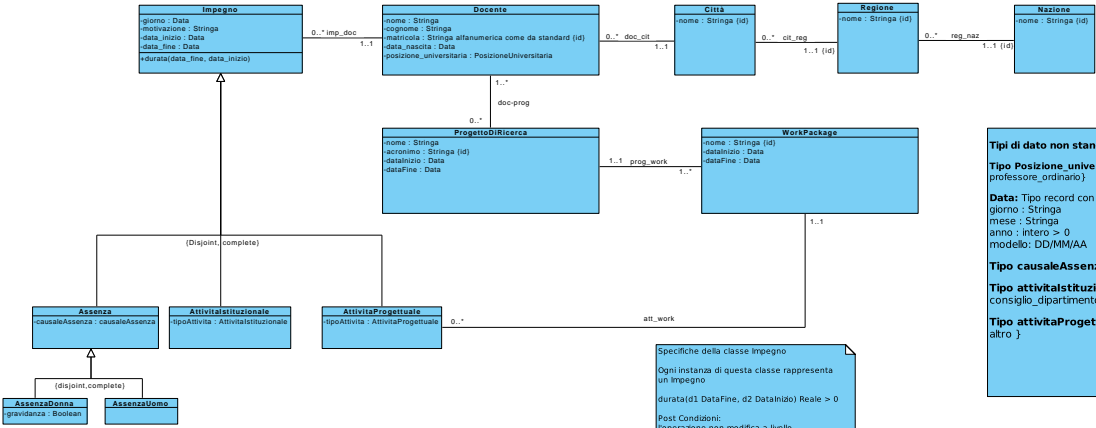 Impegno
-giorno : Data
-motivazione : Stringa
-data_inizio : Data
-data_fine : Data
+durata(data_fine, data_inizio)
0..* imp_doc
1..1
Docente
-nome : Stringa
-cognome : Stringa
-matricola : Stringa alfanumerica come da standard {id}
-data_nascita : Data
-posizione_universitaria : PosizioneUniversitaria
0..* doc_cit
1..1
Città
-nome : Stringa {id}
0..* cit_reg
1..1 {id}
Regione
-nome : Stringa {id}
0..* reg_naz
1..1 {id}
Nazione
-nome : Stringa {id}
1..*
doc-prog
0..*
ProgettoDiRicerca
-nome : Stringa
-acronimo : Stringa {id}
-dataInizio : Data
-dataFine : Data
1..1 prog_work
1..*
WorkPackage
-nome : Stringa {id}
-dataInizio : Data
-dataFine : Data
1..1
Tipi di dato non stan
Tipo Posizione_unive
professore_ordinario}
Data: Tipo record con
giorno : Stringa
mese : Stringa
anno : intero > 0
modello: DD/MM/AA
Tipo causaleAssenz
Tipo attivitaIstituzi
consiglio_dipartimento
Tipo attivitaProgett
altro }
{Disjoint, complete}
Assenza
-causaleAssenza : causaleAssenza
AttivitaIstituzionale
-tipoAttivita : AttivitaIstituzionale
AttivitaProgettuale
-tipoAttivita : AttivitaProgettuale
0..*
att_work
{disjoint,complete}
AssenzaDonna
-gravidanza : Boolean
AssenzaUomo
Specifiche della classe Impegno
Ogni instanza di questa classe rappresenta
un Impegno
durata(d1 DataFine, d2 DataInizio) Reale > 0
Post Condizioni:
l'operazione non modifica a livello